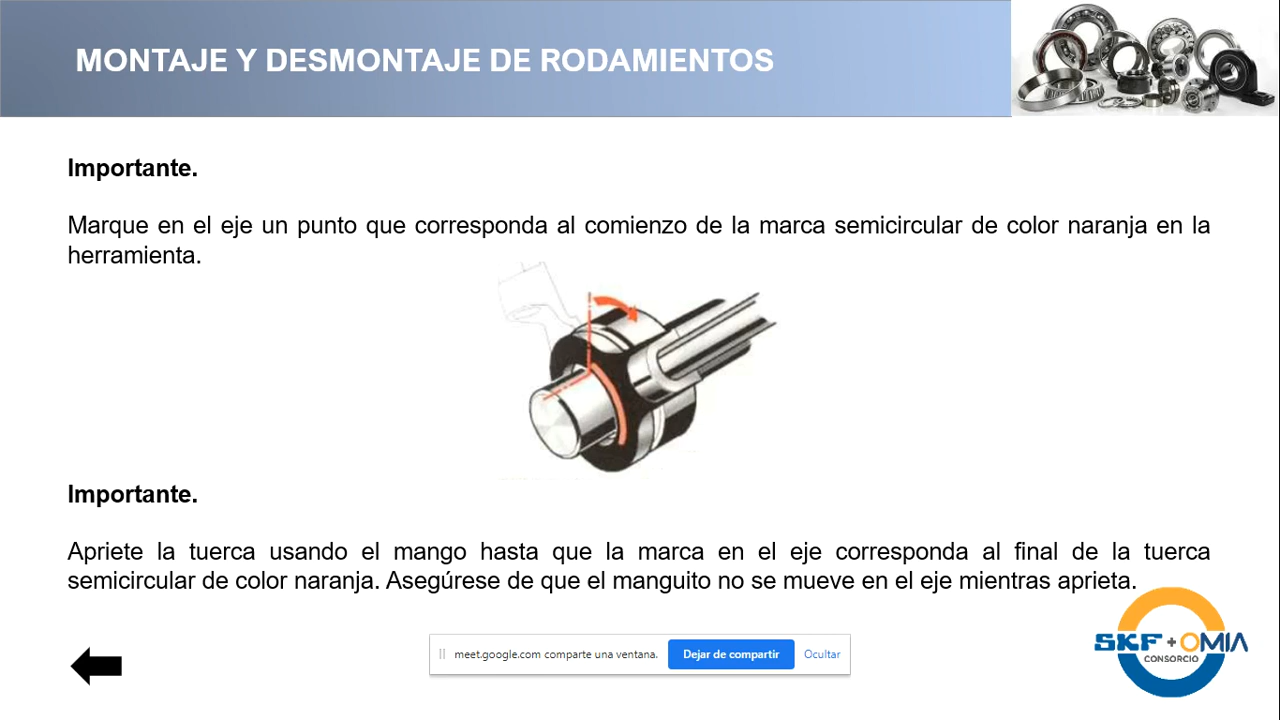 MONTAJE Y DESMONTAJE DE RODAMIENTOS
Importante.
Marque en el eje un punto que corresponda al comienzo de la marca semicircular de color naranja en la
herramienta.
Importante.
Apriete la tuerca usando el mango hasta que la marca en el eje corresponda al final de la tuerca
semicircular de color naranja. Asegúrese de que el manguito no se mueve en el eje mientras aprieta.
SKF + OMIA
CONSORCIO
meet.google.com comparte una ventana.
Dejar de compartir
Ocultar